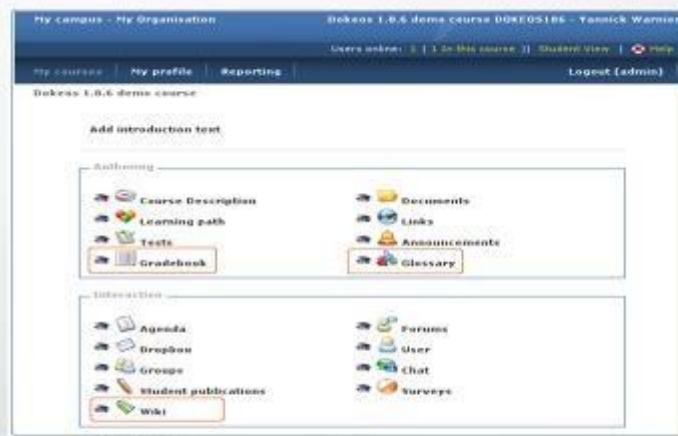 My campus - My Organisation
Dokeos 1.8.6 demo course DOKEOS186 - Yannick Warnier
Users online: 1 ( 1 in this course ) | Student View | Help
My courses | My profile | Reporting
Logout (admin)
Dokeos 1.8.6 demo course
Add introduction text
Authoring
Course Description
Documents
Learning path
Links
Tests
Announcements
Gradebook
Glossary
Interaction
Agenda
Forums
Dropbox
User
Groups
Chat
Student publications
Surveys
Wiki